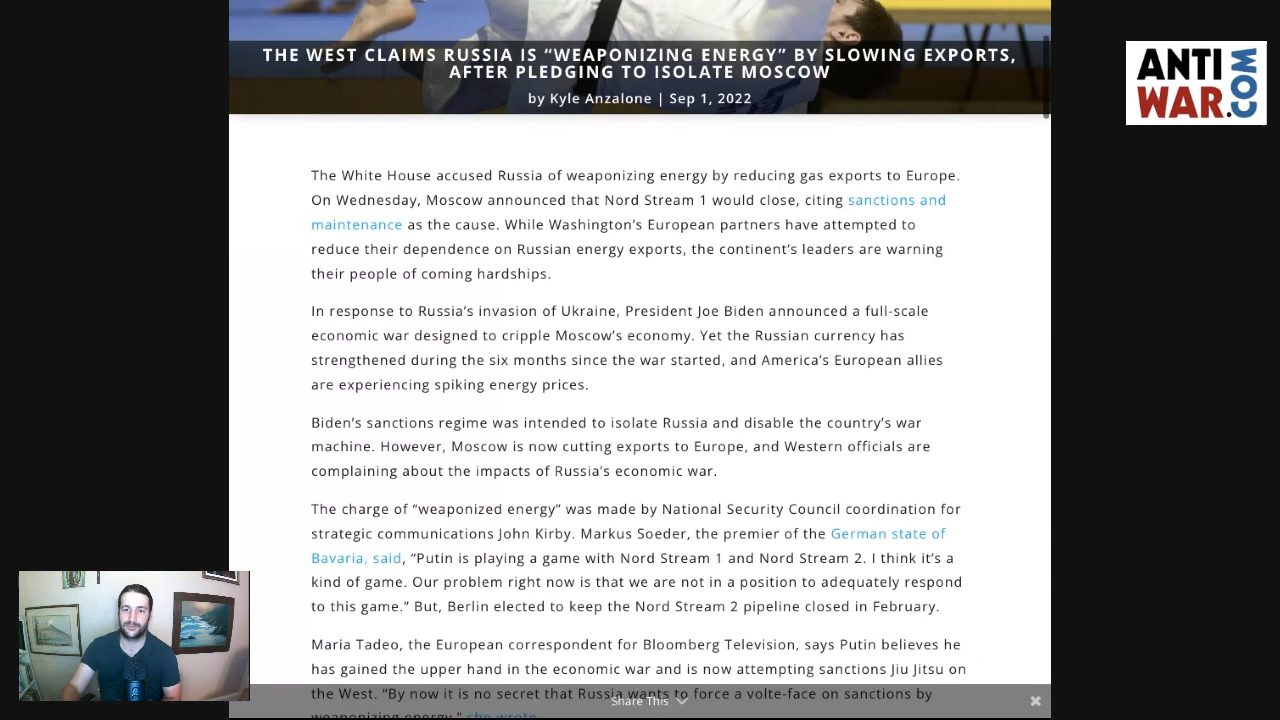 THE WEST CLAIMS RUSSIA IS “WEAPONIZING ENERGY” BY SLOWING EXPORTS,
AFTER PLEDGING TO ISOLATE MOSCOW
by Kyle Anzalone | Sep 1, 2022
ANTI
WAR.COM
The White House accused Russia of weaponizing energy by reducing gas exports to Europe.
On Wednesday, Moscow announced that Nord Stream 1 would close, citing sanctions and
maintenance as the cause. While Washington’s European partners have attempted to
reduce their dependence on Russian energy exports, the continent’s leaders are warning
their people of coming hardships.
In response to Russia’s invasion of Ukraine, President Joe Biden announced a full-scale
economic war designed to cripple Moscow’s economy. Yet the Russian currency has
strengthened during the six months since the war started, and America’s European allies
are experiencing spiking energy prices.
Biden’s sanctions regime was intended to isolate Russia and disable the country’s war
machine. However, Moscow is now cutting exports to Europe, and Western officials are
complaining about the impacts of Russia’s economic war.
The charge of “weaponized energy” was made by National Security Council coordination for
strategic communications John Kirby. Markus Soeder, the premier of the German state of
Bavaria, said, “Putin is playing a game with Nord Stream 1 and Nord Stream 2. I think it’s a
kind of game. Our problem right now is that we are not in a position to adequately respond
to this game.” But, Berlin elected to keep the Nord Stream 2 pipeline closed in February.
Maria Tadeo, the European correspondent for Bloomberg Television, says Putin believes he
has gained the upper hand in the economic war and is now attempting sanctions Jiu Jitsu on
the West. “By now it is no secret that Russia wants to force a volte-face on sanctions by
weaponizing energy,” she wrote.
Share This